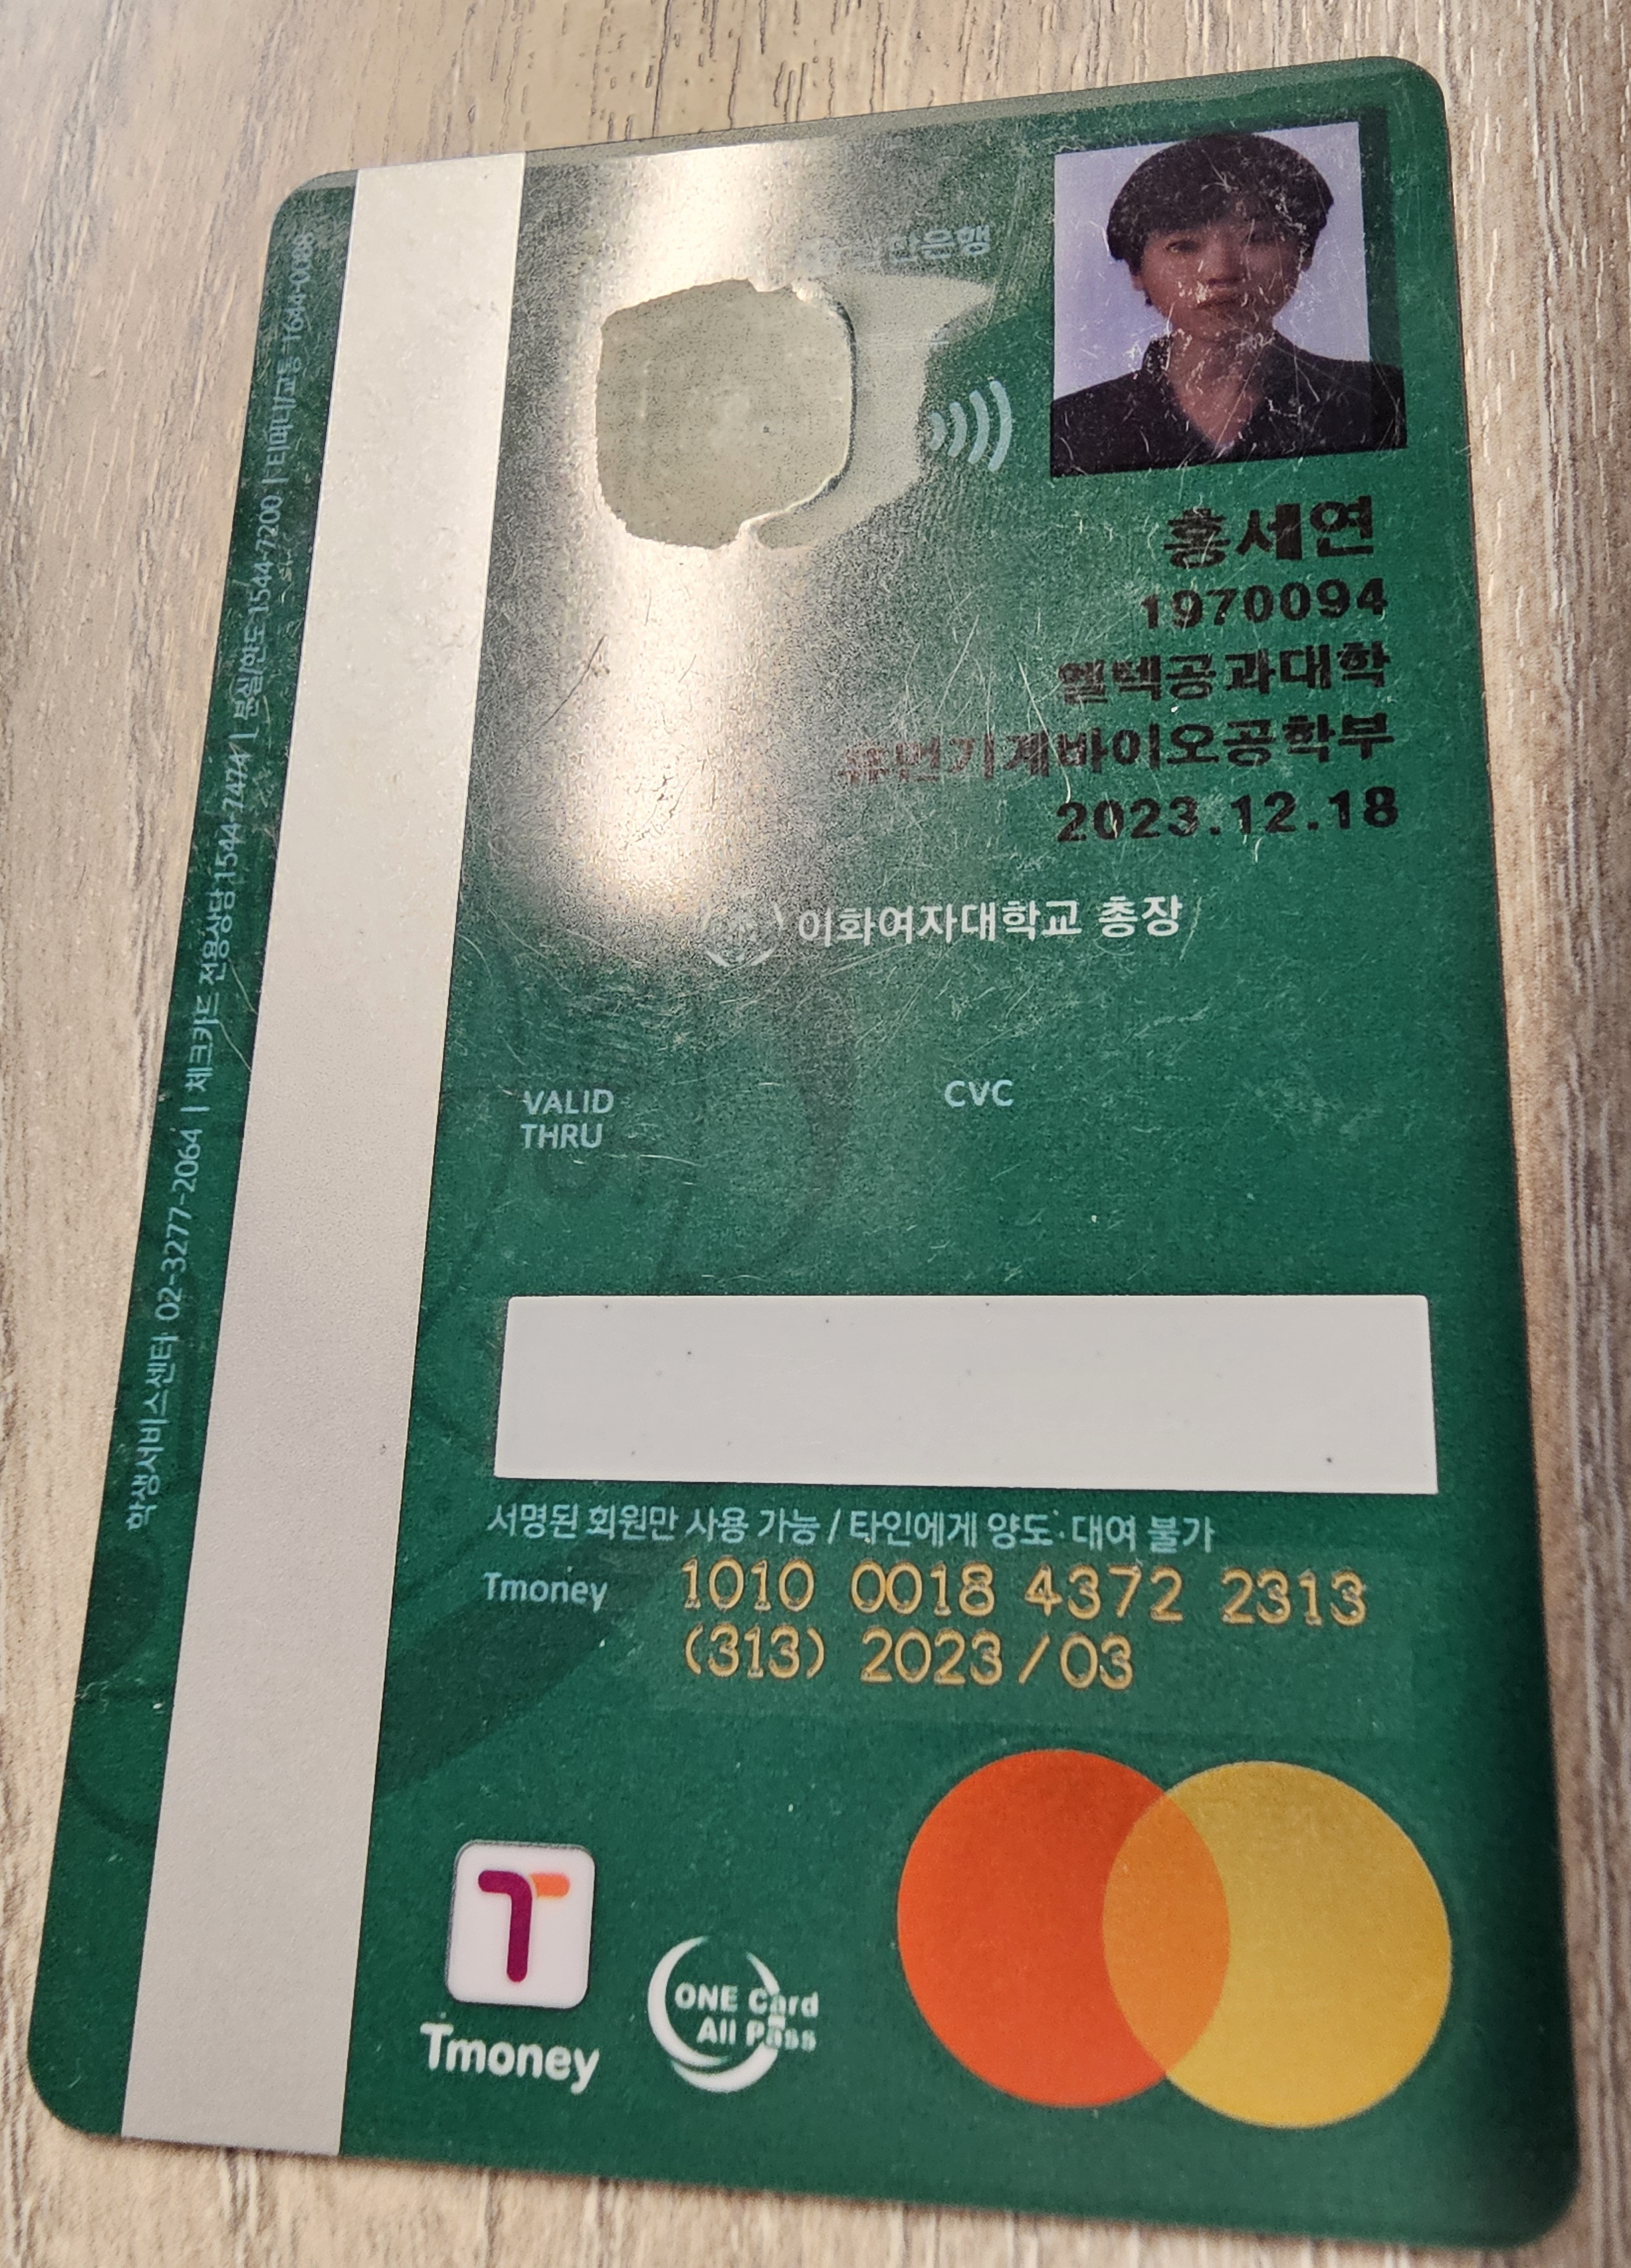 은행
홍세연
1970094
엘텍공과대학
휴먼기계바이오공학부
2023.12.18
이화여자대학교 총장
VALID
THRU
CVC
서명된 회원만 사용 가능 / 타인에게 양도·대여 불가
Tmoney 1010 0018 4372 2313
(313) 2023/03
Tmoney
ONE Card
All Pass
학생서비스센터 02-3277-2064 | 체크카드 전용상담 1544-7474 | 분실한도 1544-7200 | 티머니/교통 1644-0088